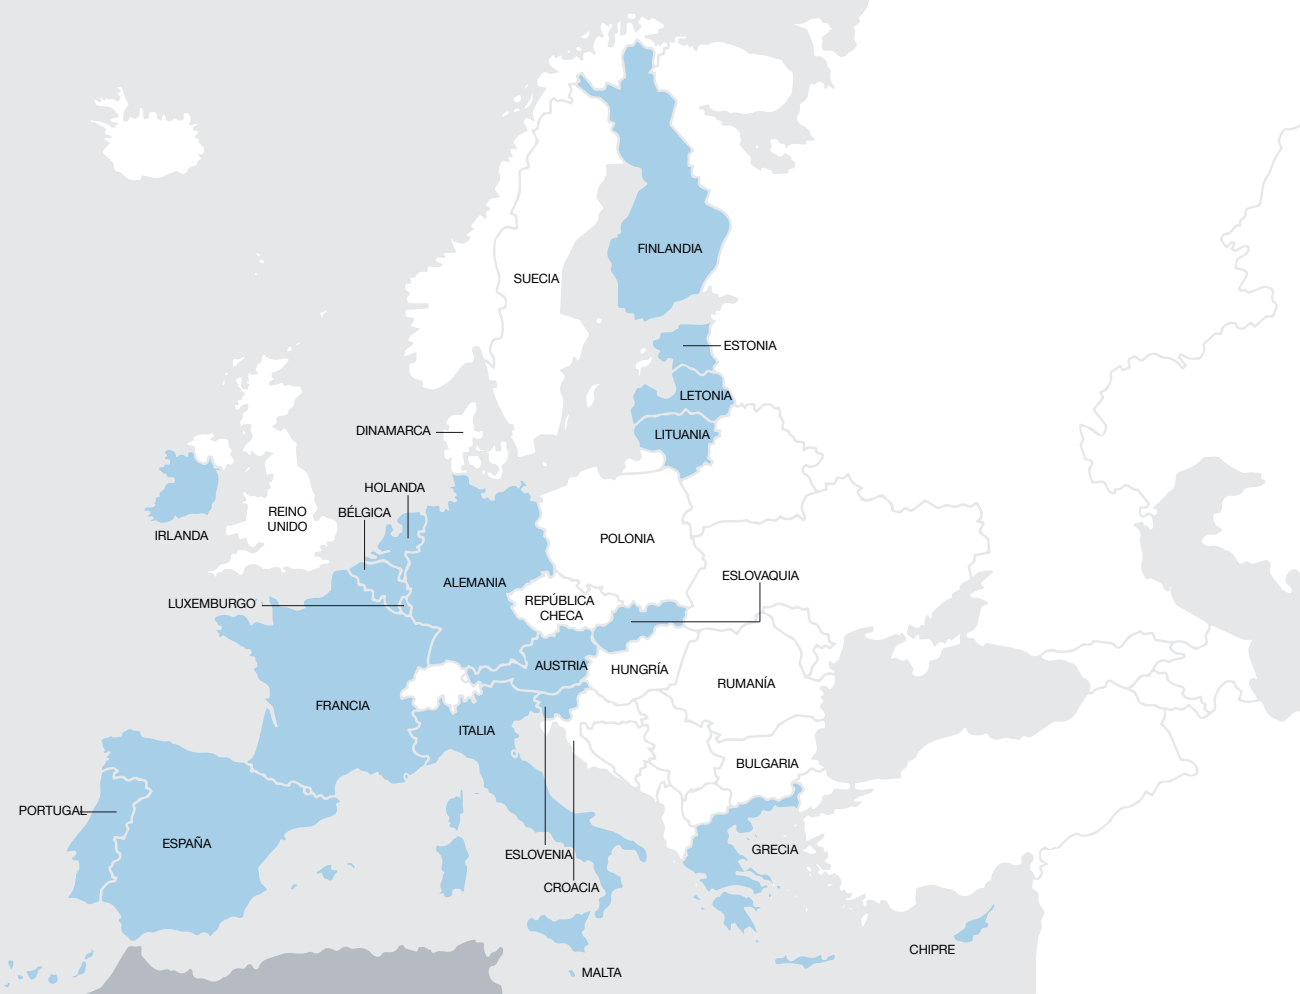 FINLANDIA
SUECIA
ESTONIA
LETONIA
DINAMARCA
LITUANIA
HOLANDA
BÉLGICA
REINO
UNIDO
IRLANDA
POLONIA
ALEMANIA
ESLOVAQUIA
LUXEMBURGO
REPÚBLICA
CHECA
AUSTRIA
HUNGRÍA
RUMANÍA
FRANCIA
ITALIA
BULGARIA
PORTUGAL
ESPAÑA
GRECIA
ESLOVENIA
CROACIA
CHIPRE
MALTA